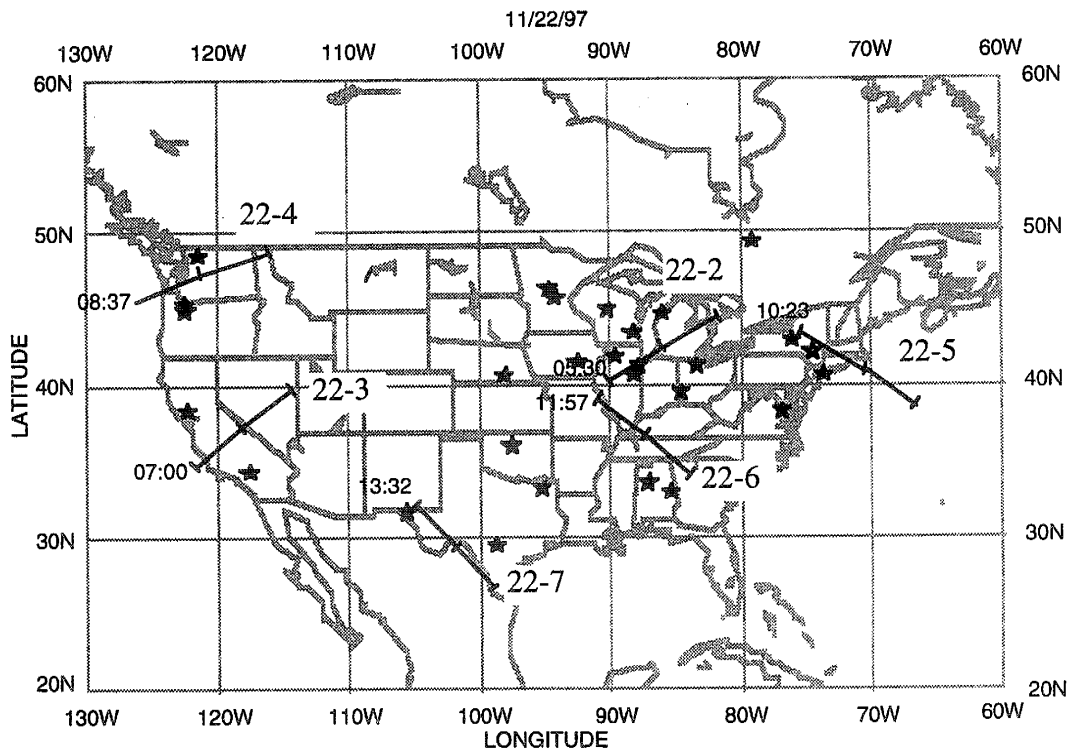 11/22/97
130W 120W 110W 100W 90W 80W 70W 60W
60N 60N
22-4
50N 50N
22-2
08:37
10:23
22-5
05:30
40N 40N
22-3
11:57
LATITUDE
07:00
13:32
22-6
30N 30N
22-7
20N 20N
130W 120W 110W 100W 90W 80W 70W 60W
LONGITUDE